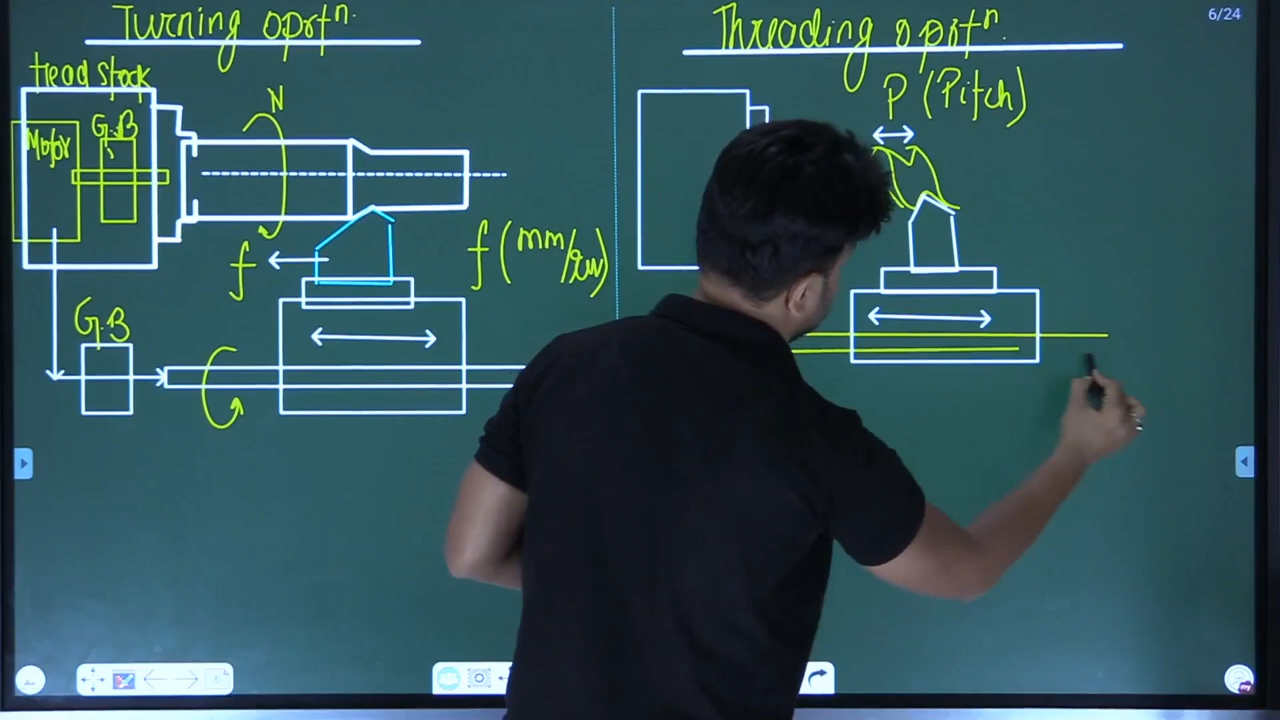 Turning oprtn.
Head stock
Motor
G.B
N
f
f (mm/rev)
G.B
Threading oprtn.
P (Pitch)
6/24